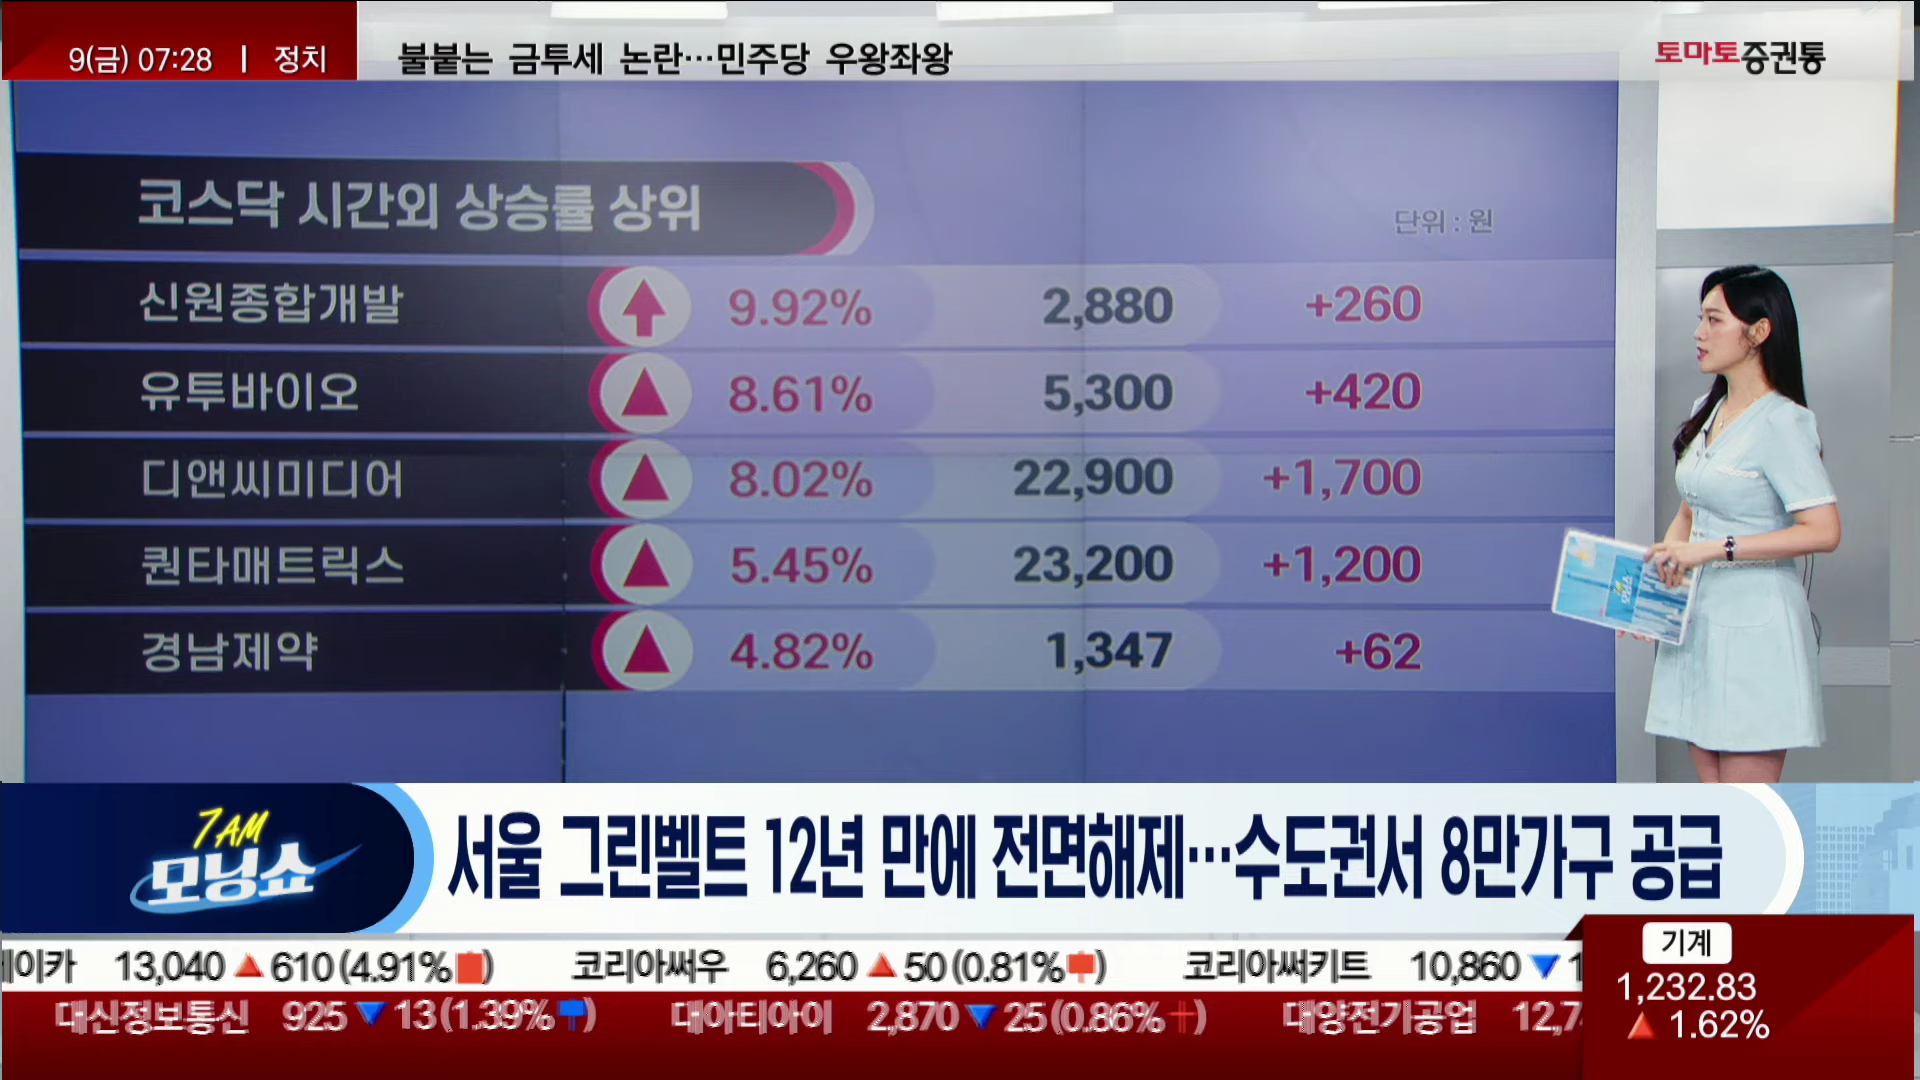 9(금) 07:28 | 정치
불붙는 금투세 논란…민주당 우왕좌왕
토마토증권통
코스닥 시간외 상승률 상위
단위 : 원
신원종합개발 9.92% 2,880 +260
유투바이오 8.61% 5,300 +420
디앤씨미디어 8.02% 22,900 +1,700
퀀타매트릭스 5.45% 23,200 +1,200
경남제약 4.82% 1,347 +62
7AM
모닝쇼
서울 그린벨트 12년 만에 전면해제…수도권서 8만가구 공급
이카 13,040 ▲ 610 (4.91%) 코리아써우 6,260 ▲ 50 (0.81%) 코리아써키트 10,860 ▼ 1
대신정보통신 925 ▼ 13 (1.39%) 대아티아이 2,870 ▼ 25 (0.86%) 대양전기공업 12,7
기계
1,232.83
▲ 1.62%